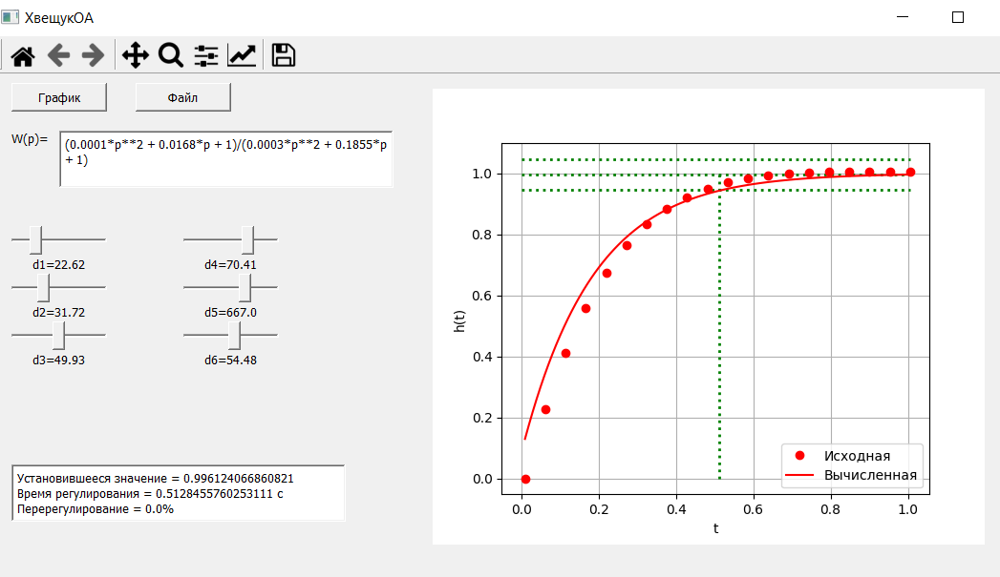 ХвещукОА
График
Файл
W(p)=
(0.0001*p**2 + 0.0168*p + 1)/(0.0003*p**2 + 0.1855*p
+ 1)
d1=22.62
d4=70.41
d2=31.72
d5=667.0
d3=49.93
d6=54.48
Установившееся значение = 0.996124066860821
Время регулирования = 0.5128455760253111 с
Перерегулирование = 0.0%
1.0
0.8
0.6
0.4
0.2
0.0
h(t)
0.0 0.2 0.4 0.6 0.8 1.0
t
Исходная
Вычисленная